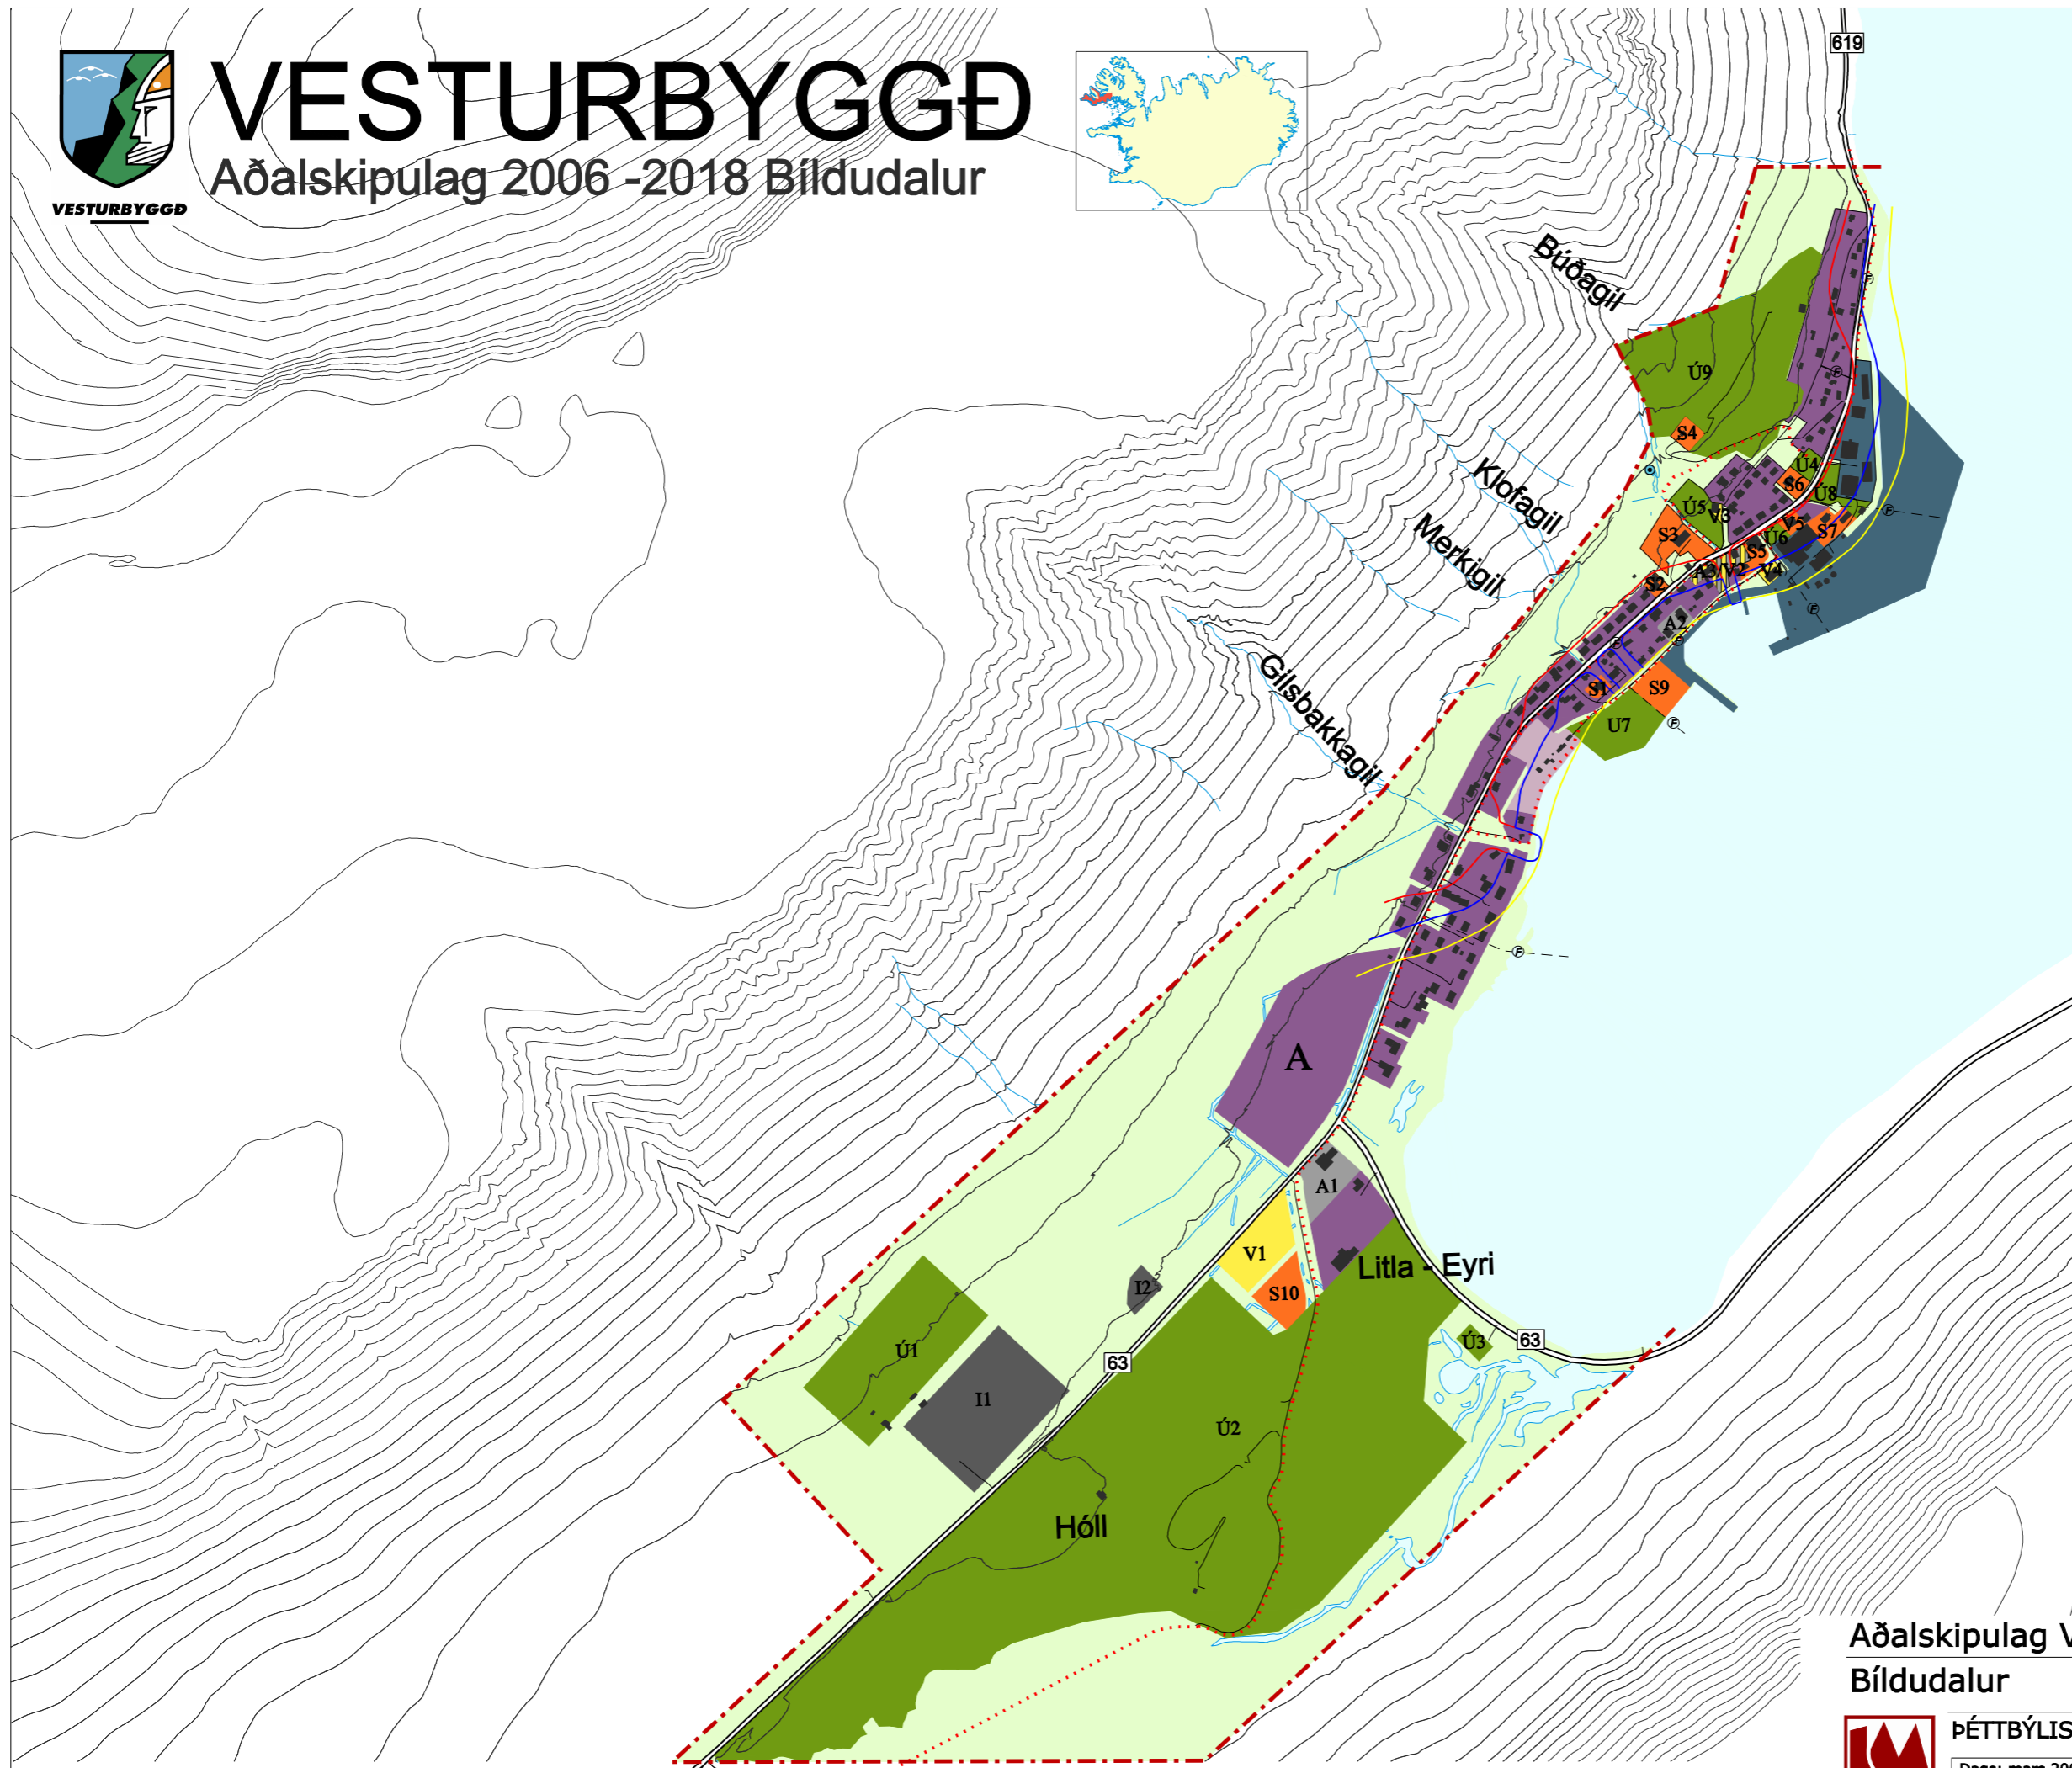 VESTURBYGGÐ
Aðalskipulag 2006 -2018 Bíldudalur
VESTURBYGGÐ
619
Búðagil
Ú9
S4
Klofagil
Ú4
S6
Ú8
Ú5
V3
Merkigil
S3
V5
S7
Ú6
S5
A3
V2
V4
S2
A2
Gilsbakkagil
S1
S9
U7
A
A1
V1
Litla - Eyri
I2
S10
Ú3
63
63
Ú1
I1
Ú2
Hóll
Aðalskipulag V
Bíldudalur
ÞÉTTBÝLIS